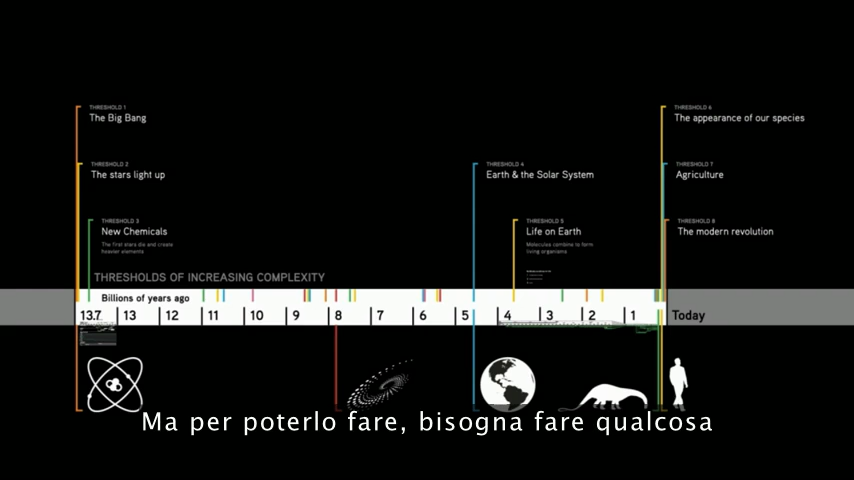 THRESHOLD 1
The Big Bang
THRESHOLD 6
The appearance of our species
THRESHOLD 2
The stars light up
THRESHOLD 4
Earth & the Solar System
THRESHOLD 7
Agriculture
THRESHOLD 3
New Chemicals
The first stars die and create
heavier elements
THRESHOLD 5
Life on Earth
Molecules combine to form
living organisms
THRESHOLD 8
The modern revolution
THRESHOLDS OF INCREASING COMPLEXITY
Billions of years ago
13.7 13 12 11 10 9 8 7 6 5 4 3 2 1 Today
Ma per poterlo fare, bisogna fare qualcosa